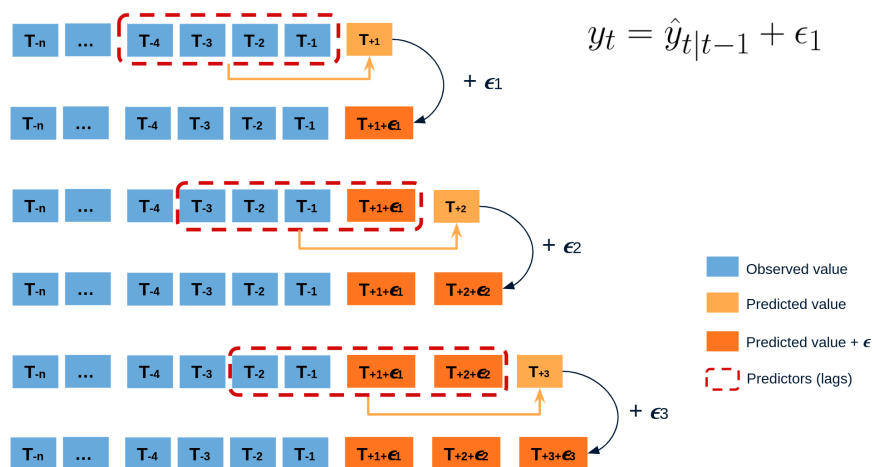 T-n ... T-4 T-3 T-2 T-1 T+1
y_t = ŷ_{t|t−1} + ϵ_1
+ ϵ1
T-n ... T-4 T-3 T-2 T-1 T+1+ϵ1
T-n ... T-4 T-3 T-2 T-1 T+1+ϵ1 T+2
+ ϵ2
T-n ... T-4 T-3 T-2 T-1 T+1+ϵ1 T+2+ϵ2
Observed value
Predicted value
Predicted value + ϵ
Predictors (lags)
T-n ... T-4 T-3 T-2 T-1 T+1+ϵ1 T+2+ϵ2 T+3
+ ϵ3
T-n ... T-4 T-3 T-2 T-1 T+1+ϵ1 T+2+ϵ2 T+3+ϵ3